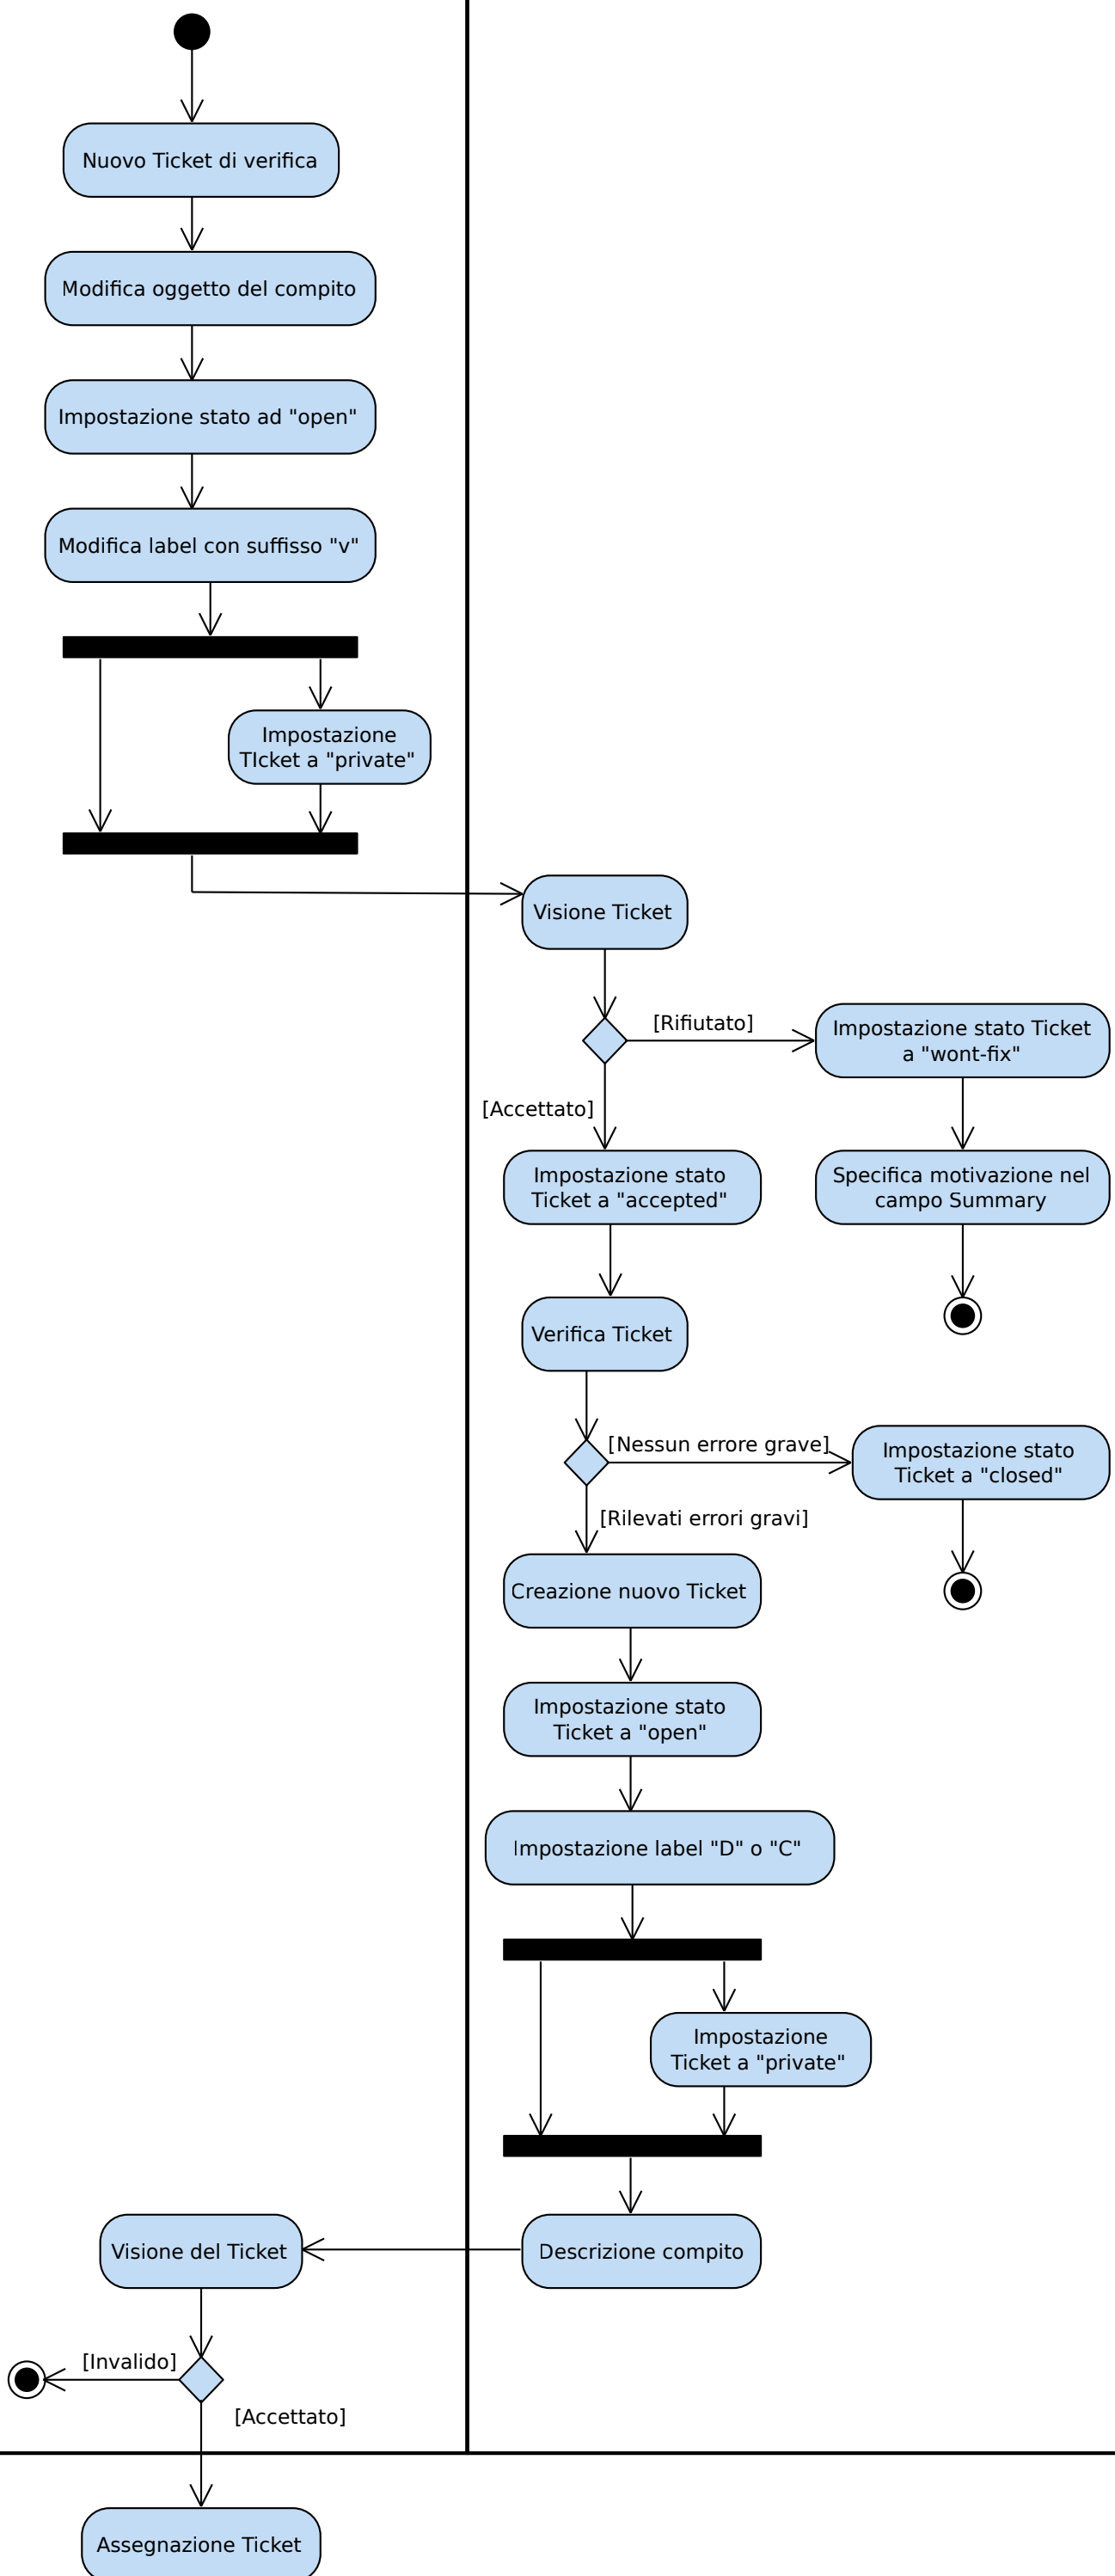 Nuovo Ticket di verifica
Modifica oggetto del compito
Impostazione stato ad "open"
Modifica label con suffisso "v"
Impostazione
TIcket a "private"
Visione Ticket
[Rifiutato]
Impostazione stato Ticket
a "wont-fix"
[Accettato]
Impostazione stato
Ticket a "accepted"
Specifica motivazione nel
campo Summary
Verifica Ticket
[Nessun errore grave]
Impostazione stato
Ticket a "closed"
[Rilevati errori gravi]
Creazione nuovo Ticket
Impostazione stato
Ticket a "open"
Impostazione label "D" o "C"
Impostazione
Ticket a "private"
Descrizione compito
Visione del Ticket
[Invalido]
[Accettato]
Assegnazione Ticket